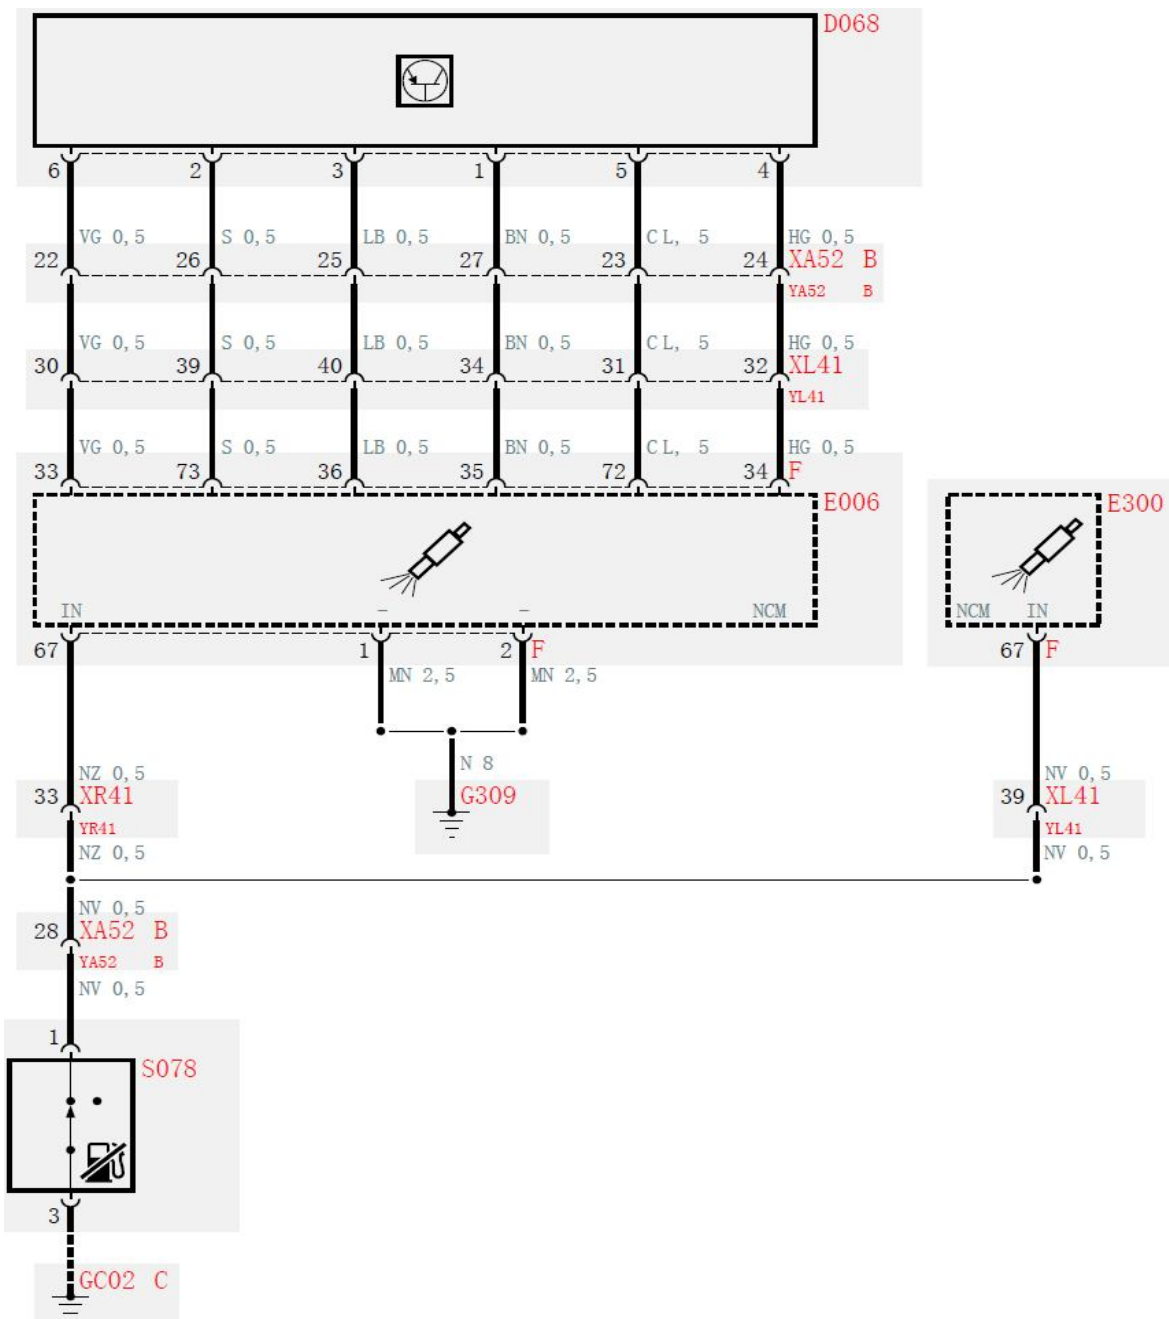 D068
6 2 3 1 5 4
VG 0,5 S 0,5 LB 0,5 BN 0,5 CL, 5 HG 0,5
22 26 25 27 23 24 XA52 B
YA52 B
VG 0,5 S 0,5 LB 0,5 BN 0,5 CL, 5 HG 0,5
30 39 40 34 31 32 XL41
YL41
VG 0,5 S 0,5 LB 0,5 BN 0,5 CL, 5 HG 0,5
33 73 36 35 72 34 F
E006 E300
IN - - NCM NCM IN
67 1 2 F 67 F
MN 2,5 MN 2,5
N 8
NZ 0,5 NV 0,5
33 XR41 G309 39 XL41
YR41 YL41
NZ 0,5 NV 0,5
NV 0,5
28 XA52 B
YA52 B
NV 0,5
1
S078
3
GC02 C